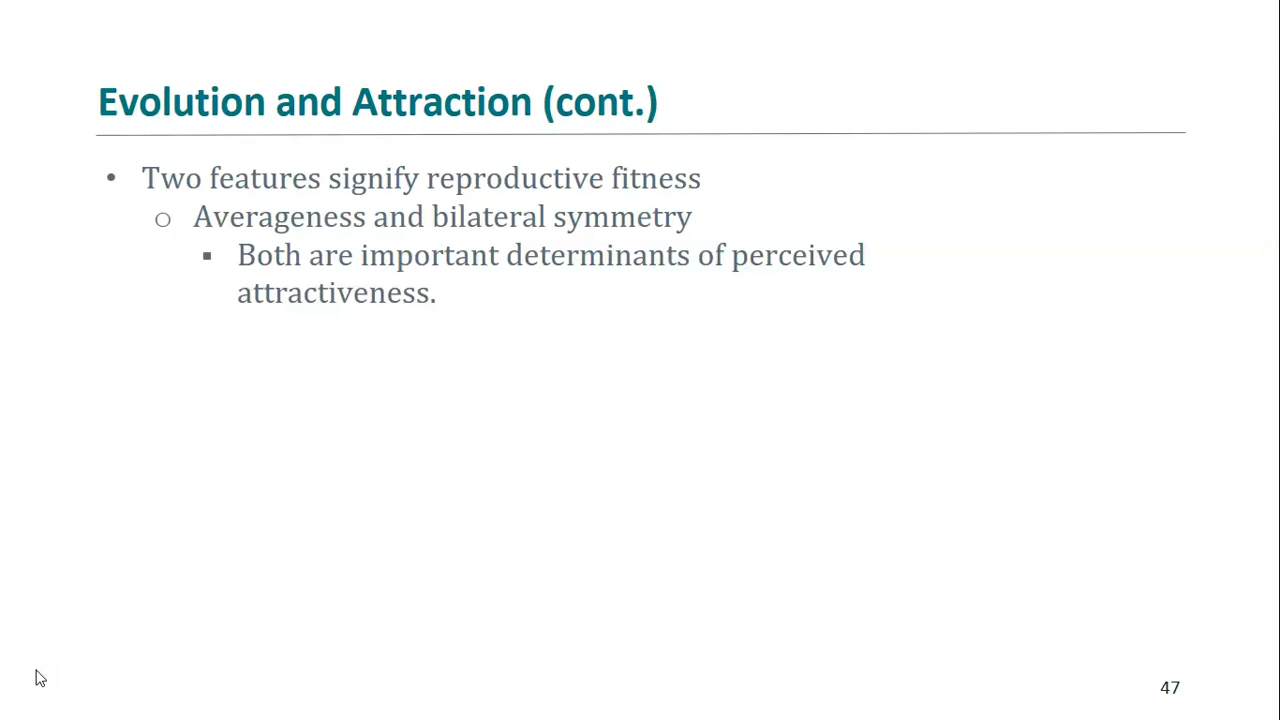 Evolution and Attraction (cont.)
• Two features signify reproductive fitness
o Averageness and bilateral symmetry
▪ Both are important determinants of perceived
attractiveness.
47